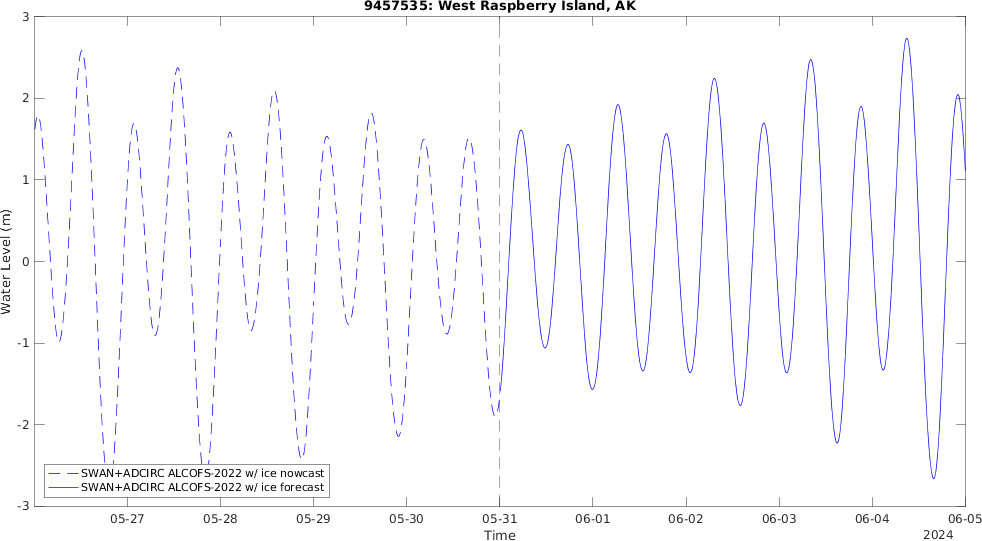 9457535: West Raspberry Island, AK
3
2
1
0
-1
-2
-3
Water Level (m)
SWAN+ADCIRC ALCOFS-2022 w/ ice nowcast
SWAN+ADCIRC ALCOFS-2022 w/ ice forecast
05-27 05-28 05-29 05-30 05-31 06-01 06-02 06-03 06-04 06-05
Time
2024